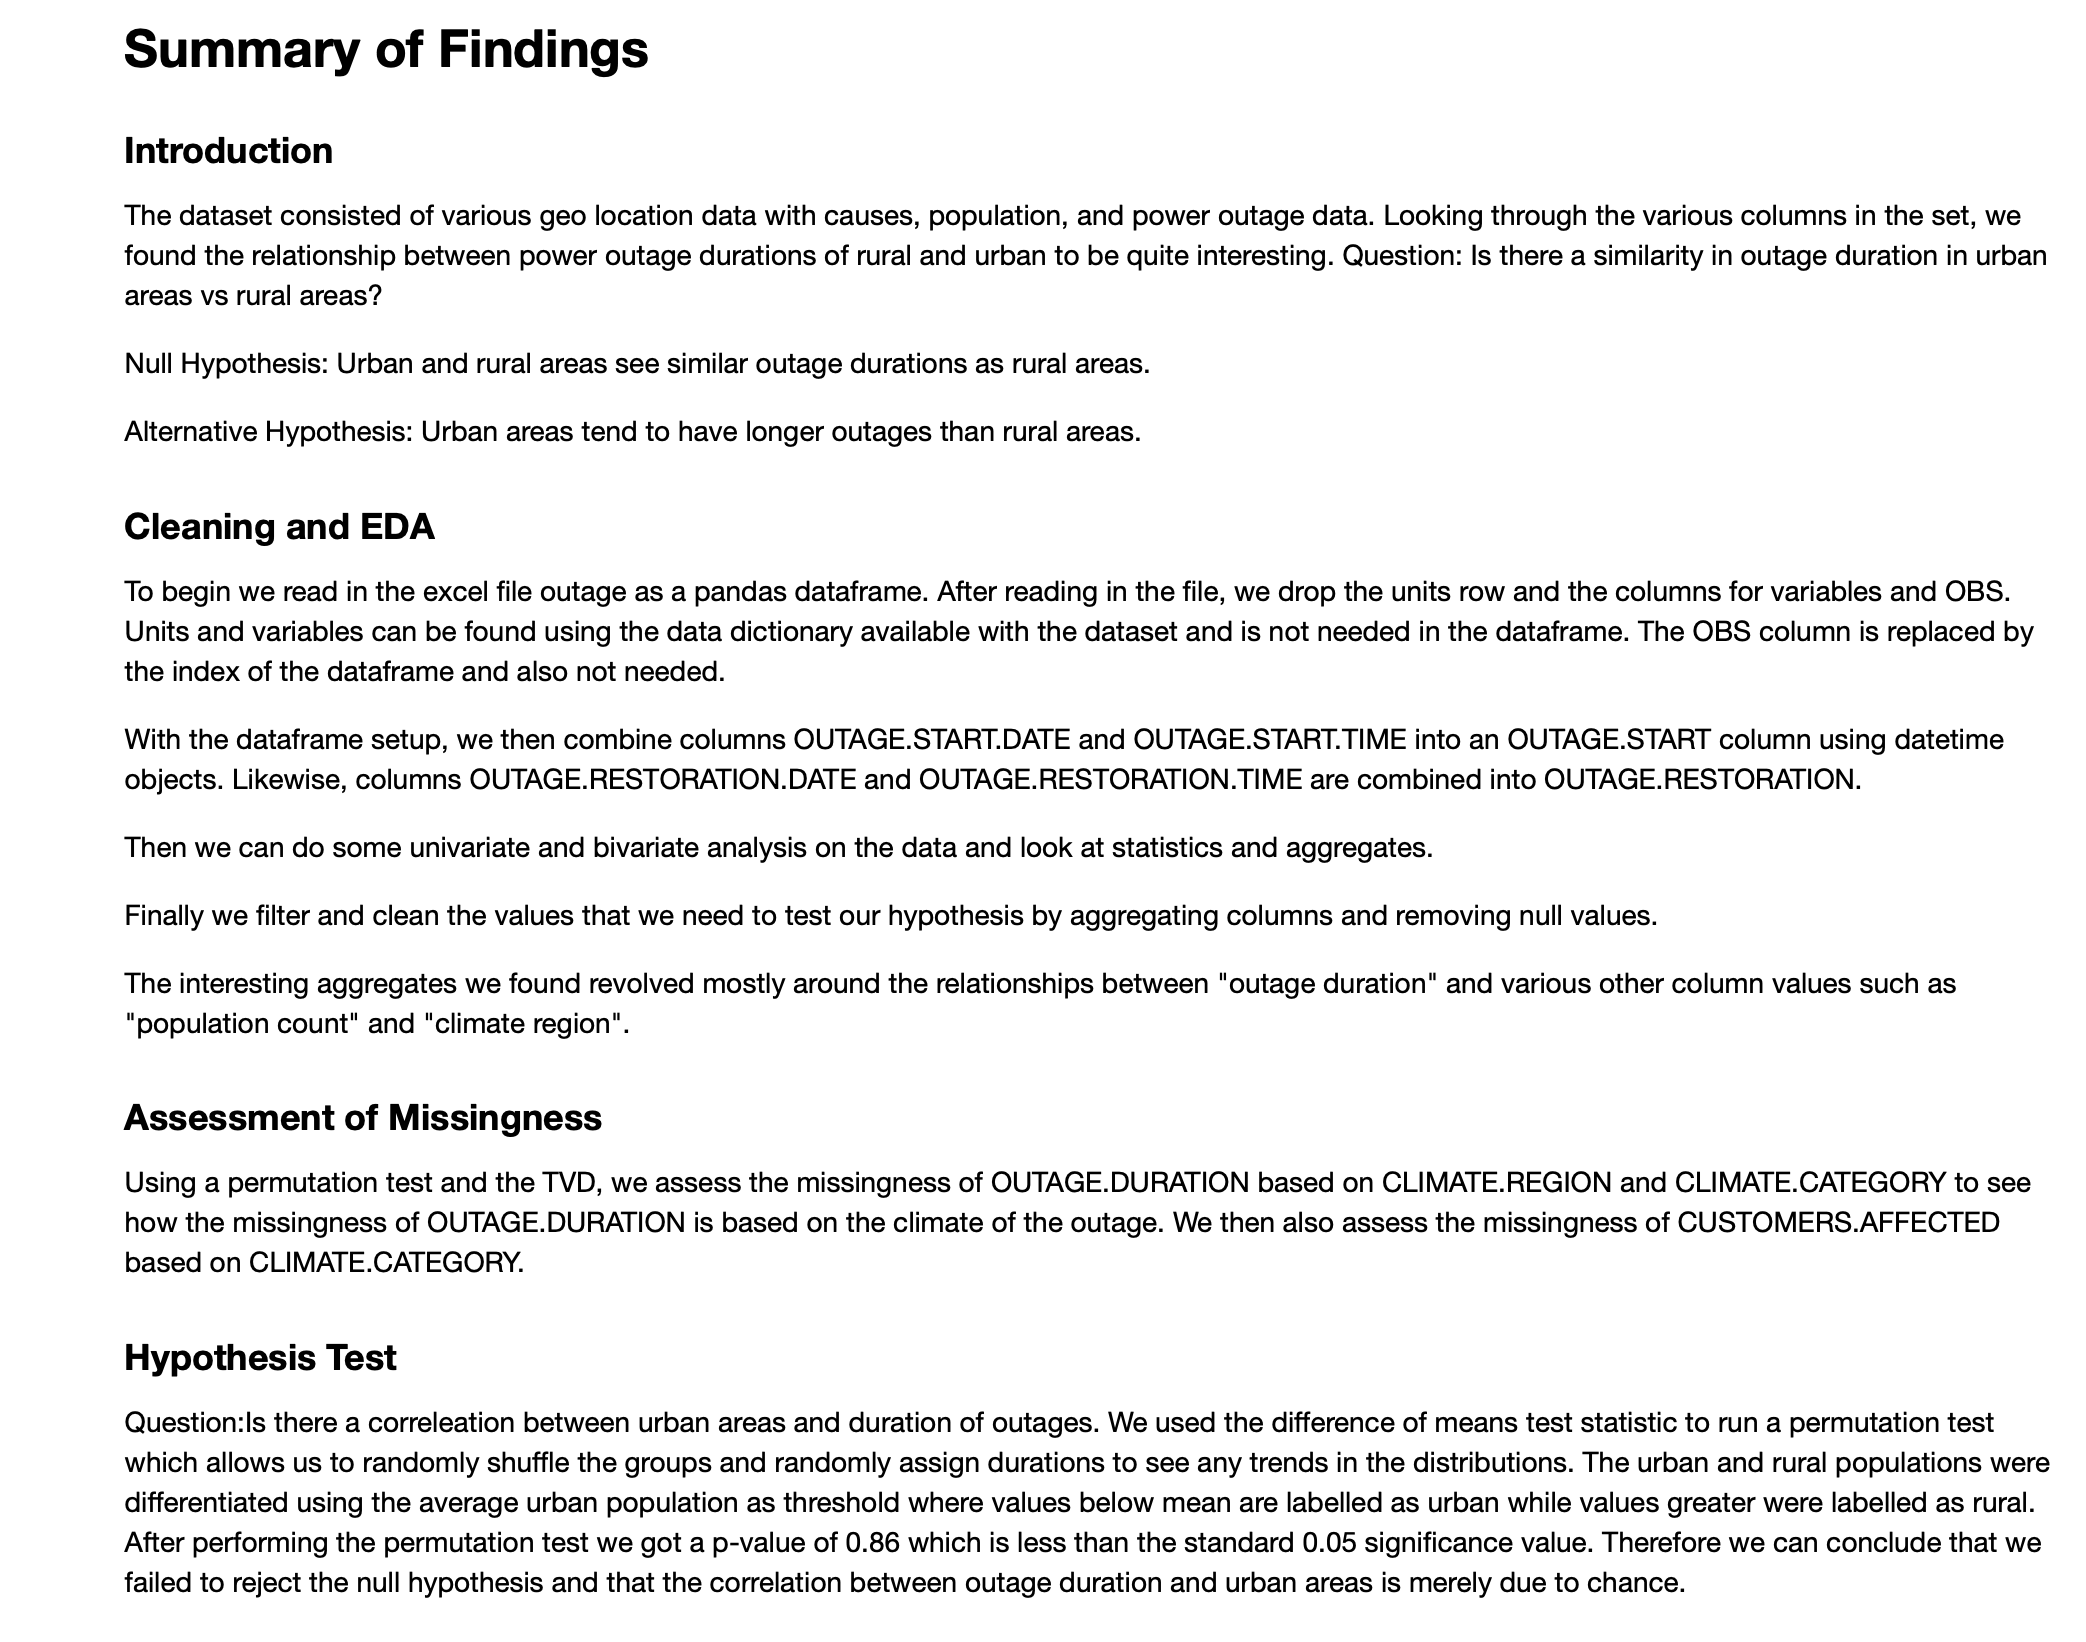 Summary of Findings
Introduction
The dataset consisted of various geo location data with causes, population, and power outage data. Looking through the various columns in the set, we
found the relationship between power outage durations of rural and urban to be quite interesting. Question: Is there a similarity in outage duration in urban
areas vs rural areas?
Null Hypothesis: Urban and rural areas see similar outage durations as rural areas.
Alternative Hypothesis: Urban areas tend to have longer outages than rural areas.
Cleaning and EDA
To begin we read in the excel file outage as a pandas dataframe. After reading in the file, we drop the units row and the columns for variables and OBS.
Units and variables can be found using the data dictionary available with the dataset and is not needed in the dataframe. The OBS column is replaced by
the index of the dataframe and also not needed.
With the dataframe setup, we then combine columns OUTAGE.START.DATE and OUTAGE.START.TIME into an OUTAGE.START column using datetime
objects. Likewise, columns OUTAGE.RESTORATION.DATE and OUTAGE.RESTORATION.TIME are combined into OUTAGE.RESTORATION.
Then we can do some univariate and bivariate analysis on the data and look at statistics and aggregates.
Finally we filter and clean the values that we need to test our hypothesis by aggregating columns and removing null values.
The interesting aggregates we found revolved mostly around the relationships between "outage duration" and various other column values such as
"population count" and "climate region".
Assessment of Missingness
Using a permutation test and the TVD, we assess the missingness of OUTAGE.DURATION based on CLIMATE.REGION and CLIMATE.CATEGORY to see
how the missingness of OUTAGE.DURATION is based on the climate of the outage. We then also assess the missingness of CUSTOMERS.AFFECTED
based on CLIMATE.CATEGORY.
Hypothesis Test
Question:Is there a correleation between urban areas and duration of outages. We used the difference of means test statistic to run a permutation test
which allows us to randomly shuffle the groups and randomly assign durations to see any trends in the distributions. The urban and rural populations were
differentiated using the average urban population as threshold where values below mean are labelled as urban while values greater were labelled as rural.
After performing the permutation test we got a p-value of 0.86 which is less than the standard 0.05 significance value. Therefore we can conclude that we
failed to reject the null hypothesis and that the correlation between outage duration and urban areas is merely due to chance.